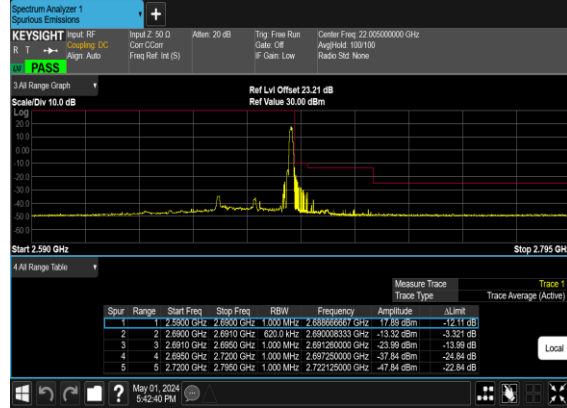 Spectrum Analyzer 1
Spurious Emissions
KEYSIGHT Input: RF Input Z: 50 Ω Atten: 20 dB Trig: Free Run Center Freq: 22.005000000 GHz
R T Coupling: DC Corr CCorr Gate: Off Avg|Hold: 100/100
Align: Auto Freq Ref: Int (S) IF Gain: Low Radio Std: None
LW PASS
3 All Range Graph
Ref Lvl Offset 23.21 dB
Scale/Div 10.0 dB Ref Value 30.00 dBm
Log
20.0
10.0
0.00
-10.0
-20.0
-30.0
-40.0
-50.0
-60.0
Start 2.590 GHz Stop 2.795 GHz
4 All Range Table
Measure Trace Trace 1
Trace Type Trace Average (Active)
Spur Range Start Freq Stop Freq RBW Frequency Amplitude ΔLimit
1 1 2.5900 GHz 2.6900 GHz 1.000 MHz 2.688666667 GHz 17.89 dBm -12.11 dB
2 2 2.6900 GHz 2.6910 GHz 620.0 kHz 2.690008333 GHz -13.32 dBm -3.321 dB
3 3 2.6910 GHz 2.6950 GHz 1.000 MHz 2.691260000 GHz -23.99 dBm -13.99 dB
4 4 2.6950 GHz 2.7200 GHz 1.000 MHz 2.697250000 GHz -37.84 dBm -24.84 dB
5 5 2.7200 GHz 2.7950 GHz 1.000 MHz 2.722125000 GHz -47.84 dBm -22.84 dB
Local
May 01, 2024
5:42:40 PM